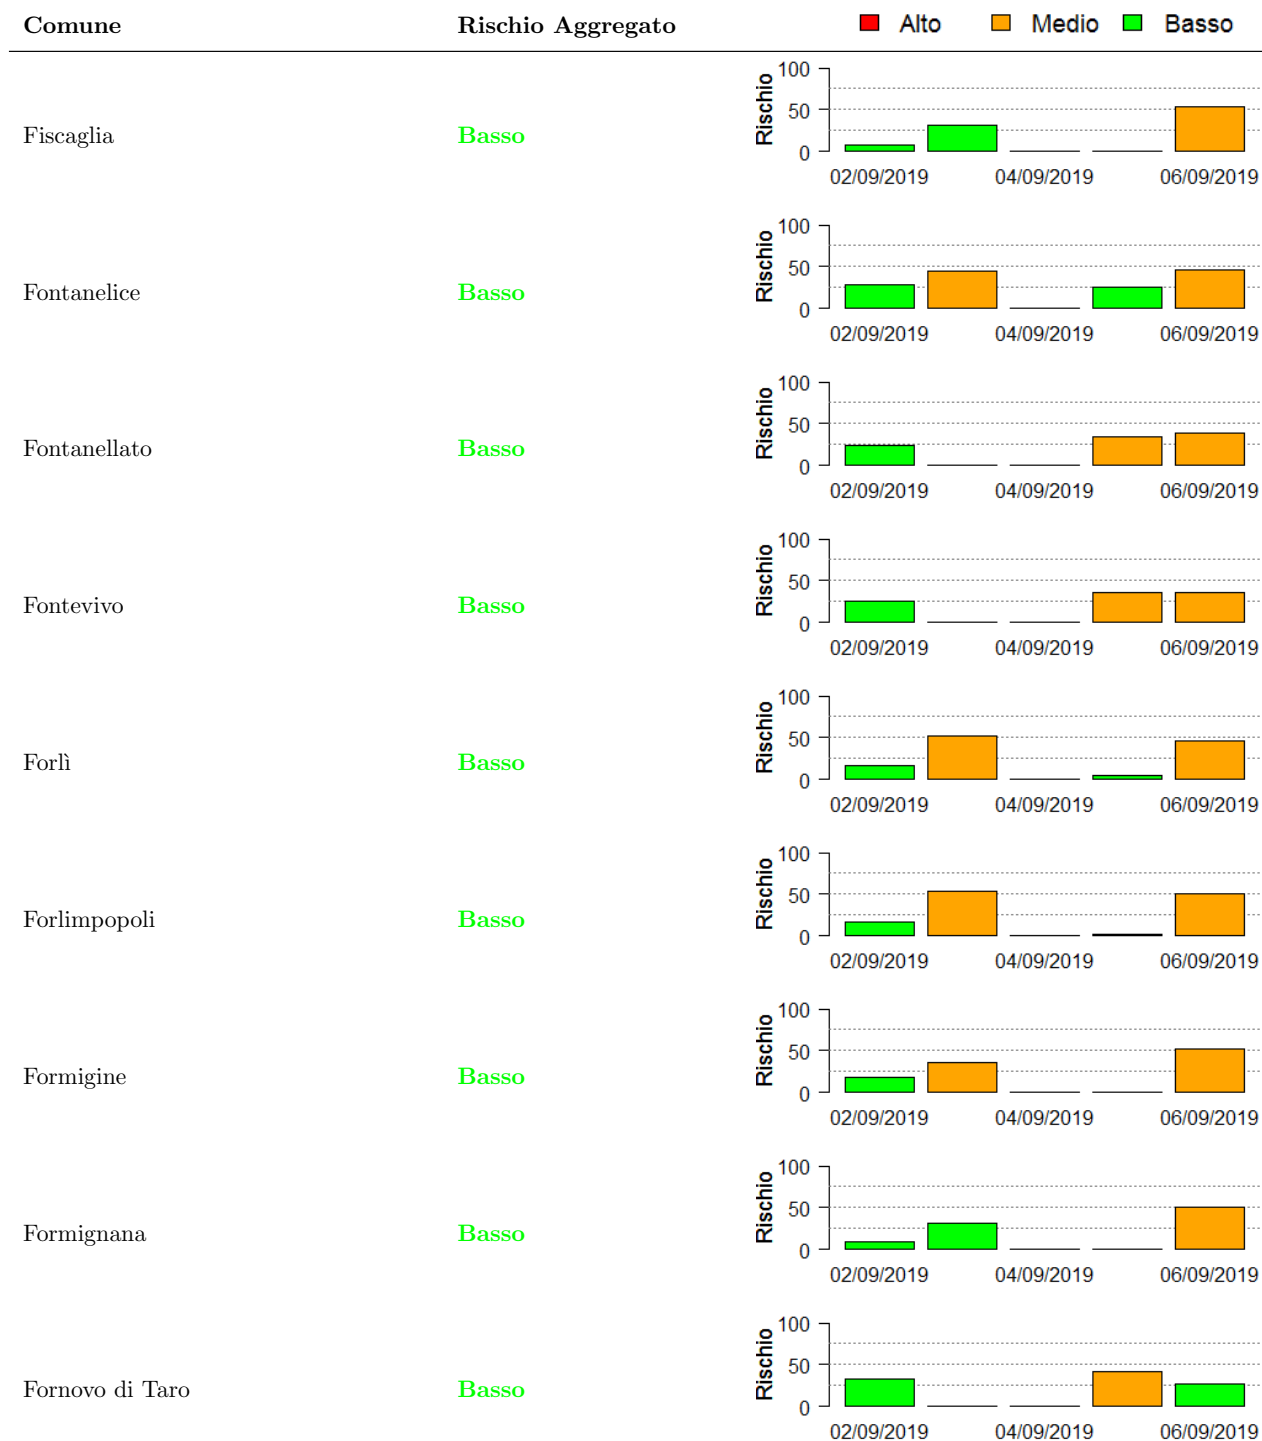 Comune Rischio Aggregato Alto Medio Basso
Fiscaglia Basso
Rischio
100
50
0
02/09/2019 04/09/2019 06/09/2019
Fontanelice Basso
Rischio
100
50
0
02/09/2019 04/09/2019 06/09/2019
Fontanellato Basso
Rischio
100
50
0
02/09/2019 04/09/2019 06/09/2019
Fontevivo Basso
Rischio
100
50
0
02/09/2019 04/09/2019 06/09/2019
Forlì Basso
Rischio
100
50
0
02/09/2019 04/09/2019 06/09/2019
Forlimpopoli Basso
Rischio
100
50
0
02/09/2019 04/09/2019 06/09/2019
Formigine Basso
Rischio
100
50
0
02/09/2019 04/09/2019 06/09/2019
Formignana Basso
Rischio
100
50
0
02/09/2019 04/09/2019 06/09/2019
Fornovo di Taro Basso
Rischio
100
50
0
02/09/2019 04/09/2019 06/09/2019